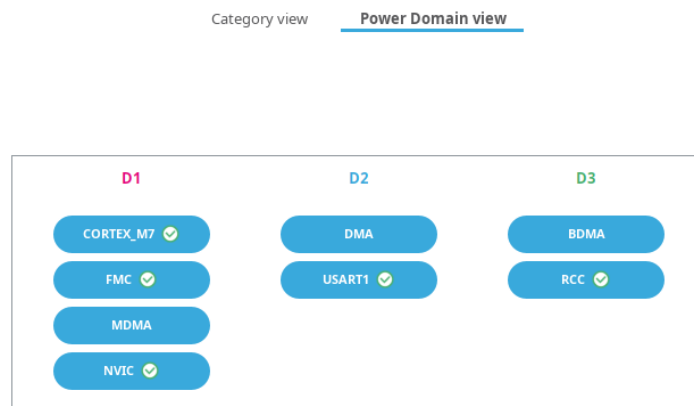 Category view Power Domain view
D1 D2 D3
CORTEX_M7 DMA BDMA
FMC USART1 RCC
MDMA
NVIC